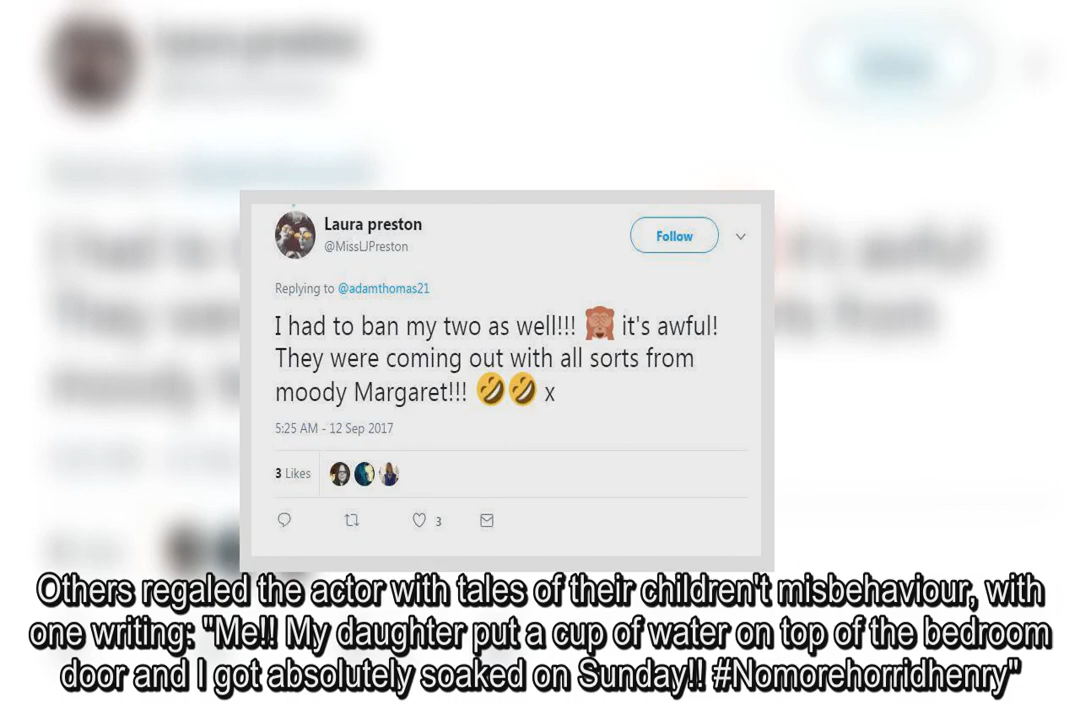 Laura preston
@MissLJPreston
Follow
Replying to @adamthomas21
I had to ban my two as well!!! 🙈 it's awful!
They were coming out with all sorts from
moody Margaret!!! 🤣🤣 x
5:25 AM - 12 Sep 2017
3 Likes
3
Others regaled the actor with tales of their children't misbehaviour, with
one writing: "Me!! My daughter put a cup of water on top of the bedroom
door and I got absolutely soaked on Sunday!! #Nomorehorridhenry"